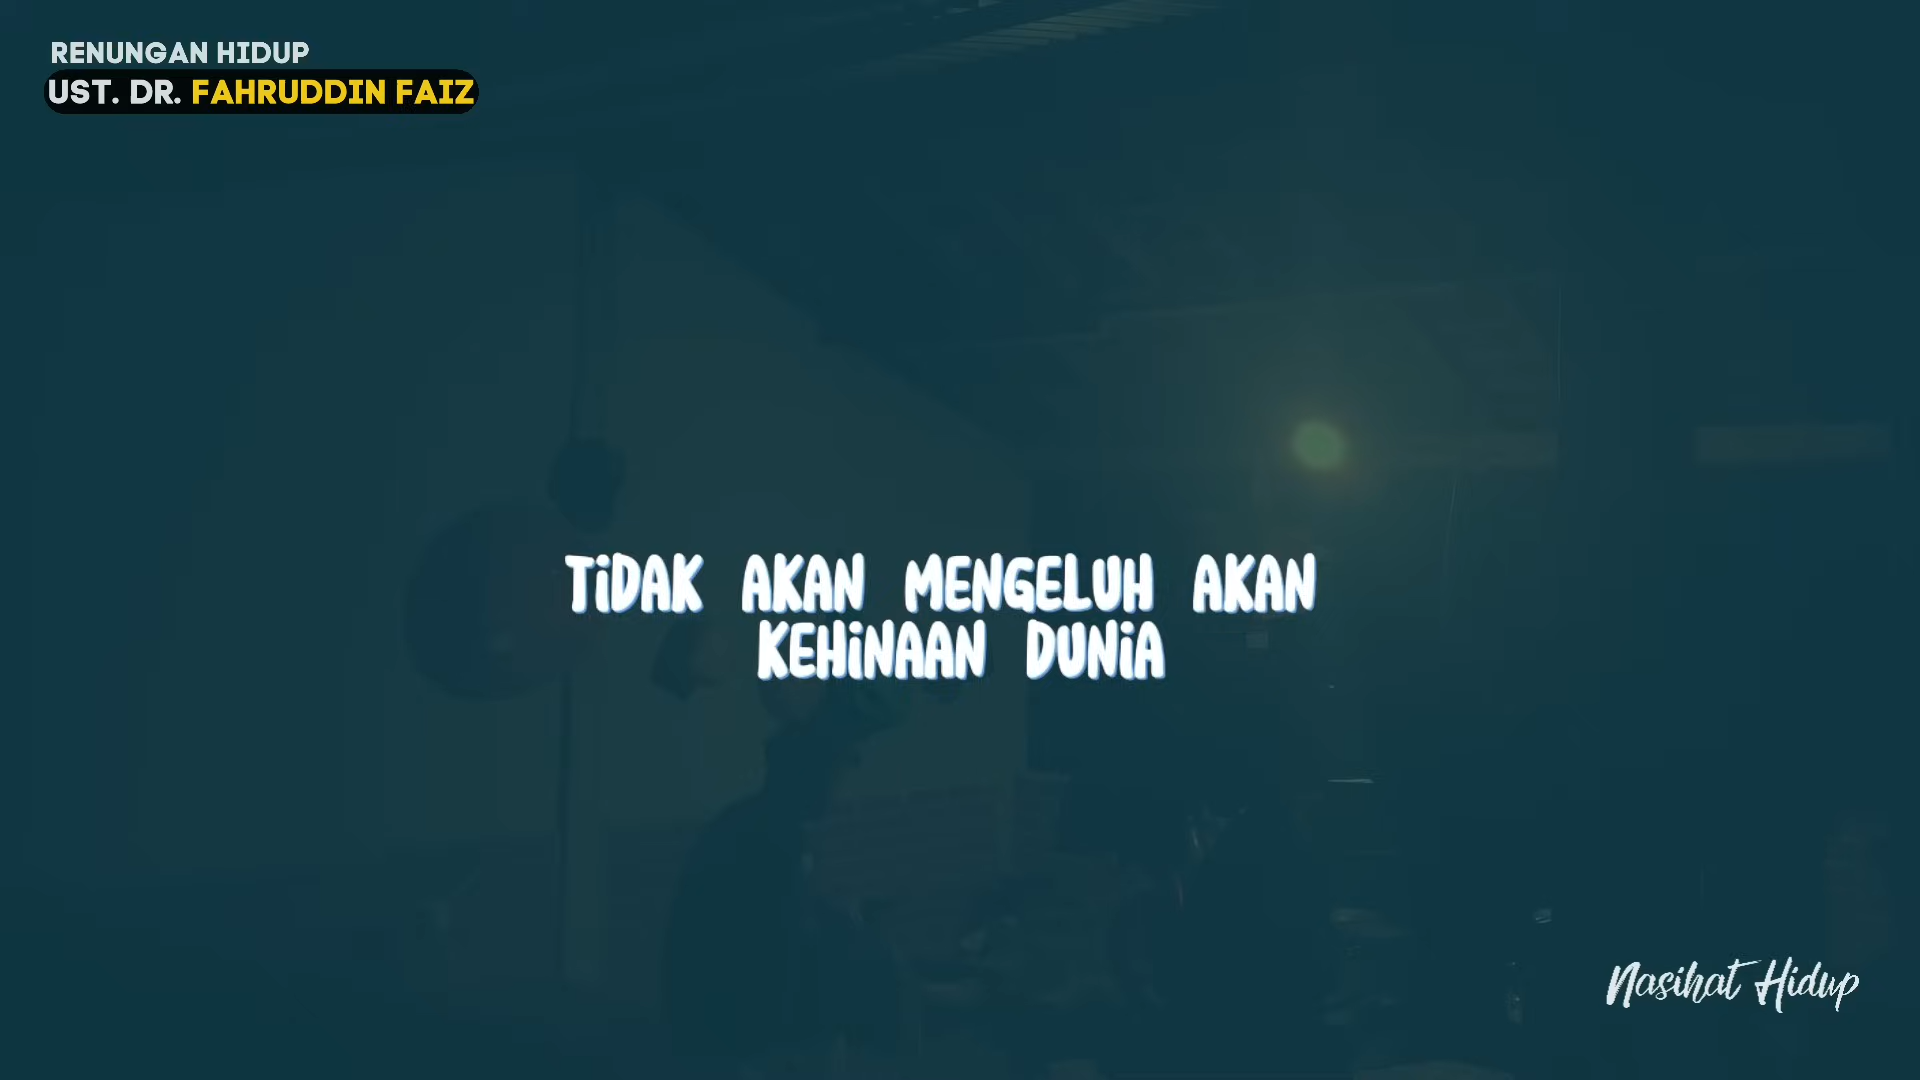 RENUNGAN HIDUP
UST. DR. FAHRUDDIN FAIZ
TiDAK AKAN MENGELUH AKAN
KEHiNAAN DUNiA
Nasihat Hidup